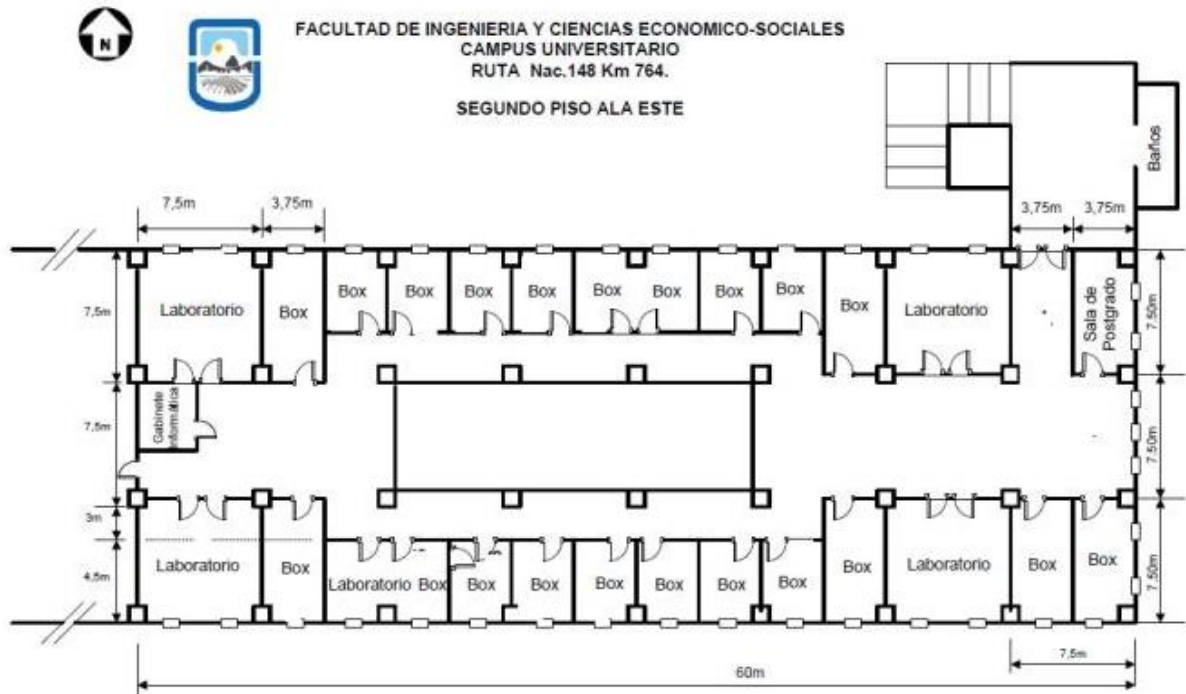 N
FACULTAD DE INGENIERIA Y CIENCIAS ECONOMICO-SOCIALES
CAMPUS UNIVERSITARIO
RUTA Nac.148 Km 764.
SEGUNDO PISO ALA ESTE
Baños
7,5m
3,75m
3,75m
3,75m
7,5m
Laboratorio
Box
Box
Box
Box
Box
Box
Box
Box
Box
Box
Laboratorio
Sala de
Postgrado
7,50m
7,5m
Gabinete
informática
7,50m
3m
4,5m
Laboratorio
Box
Laboratorio
Box
Box
Box
Box
Box
Box
Box
Box
Laboratorio
Box
Box
7,50m
7,5m
60m